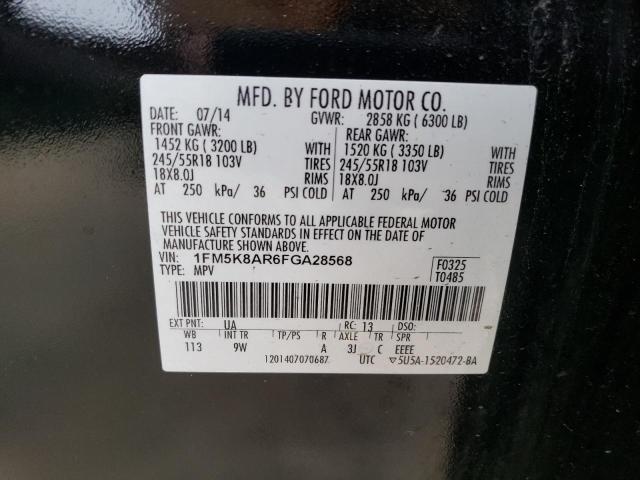 MFD. BY FORD MOTOR CO.
DATE: 07/14 GVWR: 2858 KG ( 6300 LB)
FRONT GAWR: REAR GAWR:
1452 KG ( 3200 LB) 1520 KG ( 3350 LB)
245/55R18 103V TIRES 245/55R18 103V TIRES
18X8.0J RIMS 18X8.0J RIMS
AT 250 kPa/ 36 PSI COLD AT 250 kPa/ 36 PSI COLD
THIS VEHICLE CONFORMS TO ALL APPLICABLE FEDERAL MOTOR
VEHICLE SAFETY STANDARDS IN EFFECT ON THE DATE OF
MANUFACTURE SHOWN ABOVE.
VIN: 1FM5K8AR6FGA28568 F0325
TYPE: MPV T0485
EXT PNT: UA RC: 13 DSO:
WB TP/PS R AXLE TR SPR
113 9W A 3J C EEEE
1201407070687 UTC ▽5U5A-1520472-BA